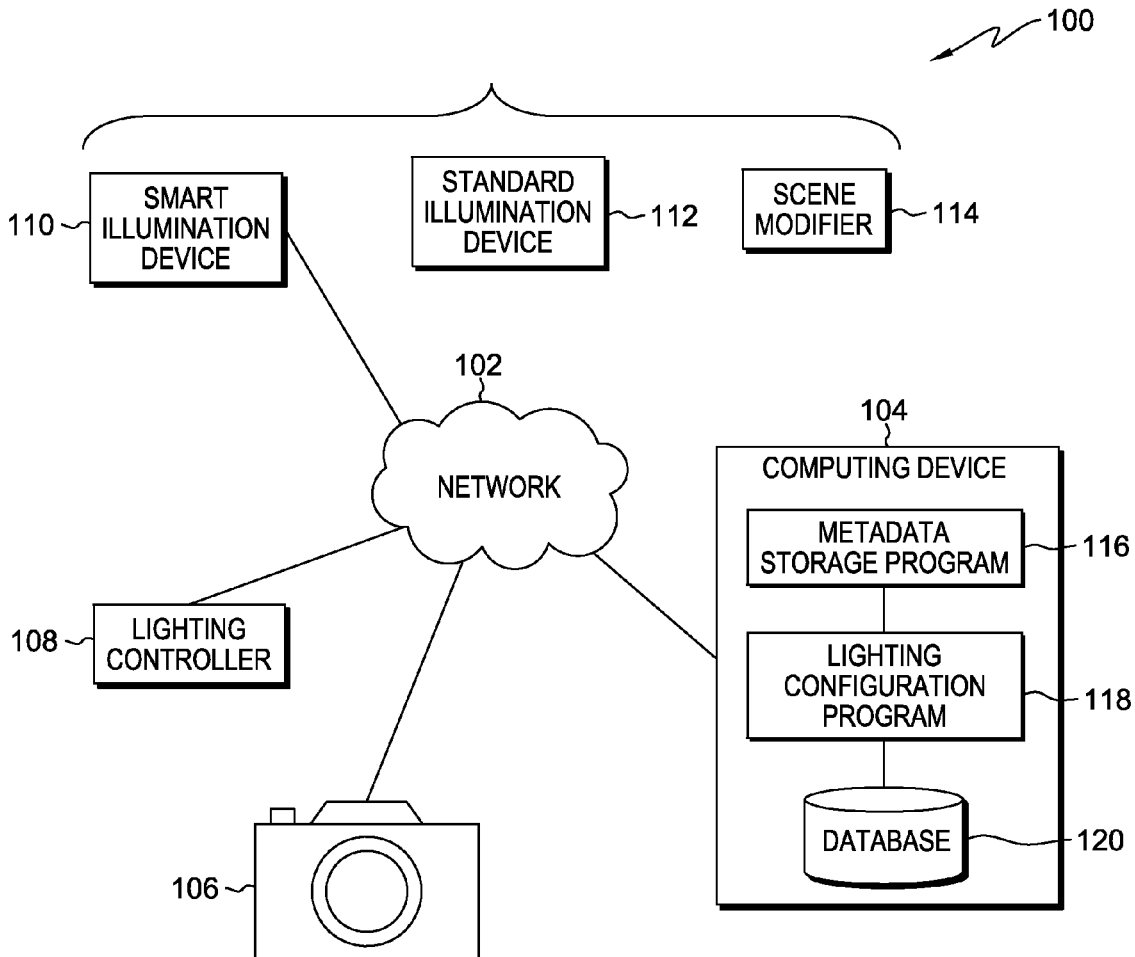 100
SMART
ILLUMINATION
DEVICE
110
STANDARD
ILLUMINATION
DEVICE
112
SCENE
MODIFIER
114
102
NETWORK
104
COMPUTING DEVICE
METADATA
STORAGE PROGRAM
116
LIGHTING
CONFIGURATION
PROGRAM
118
DATABASE
120
108
LIGHTING
CONTROLLER
106